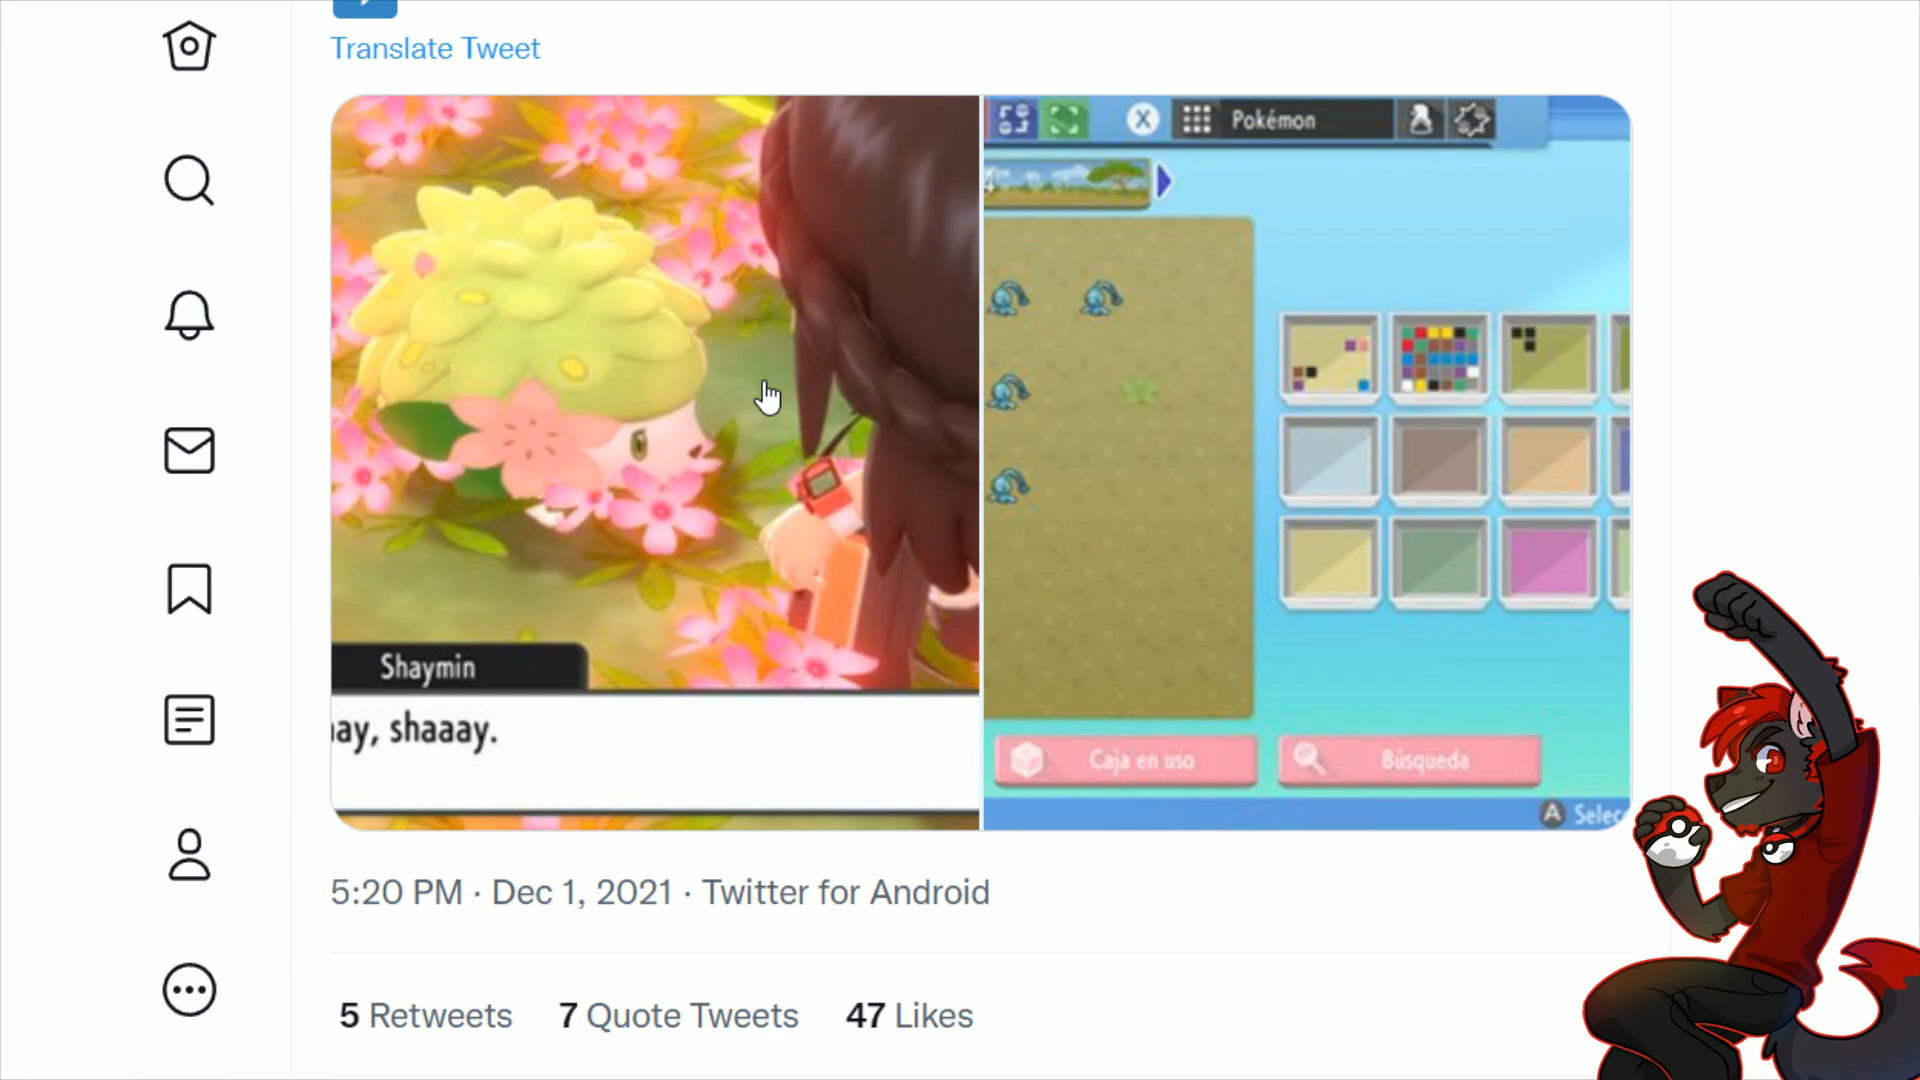 Translate Tweet
X Pokémon
4
Shaymin
ay, shaaay.
Caja en uso
Búsqueda
A Selec
5:20 PM · Dec 1, 2021 · Twitter for Android
5 Retweets 7 Quote Tweets 47 Likes